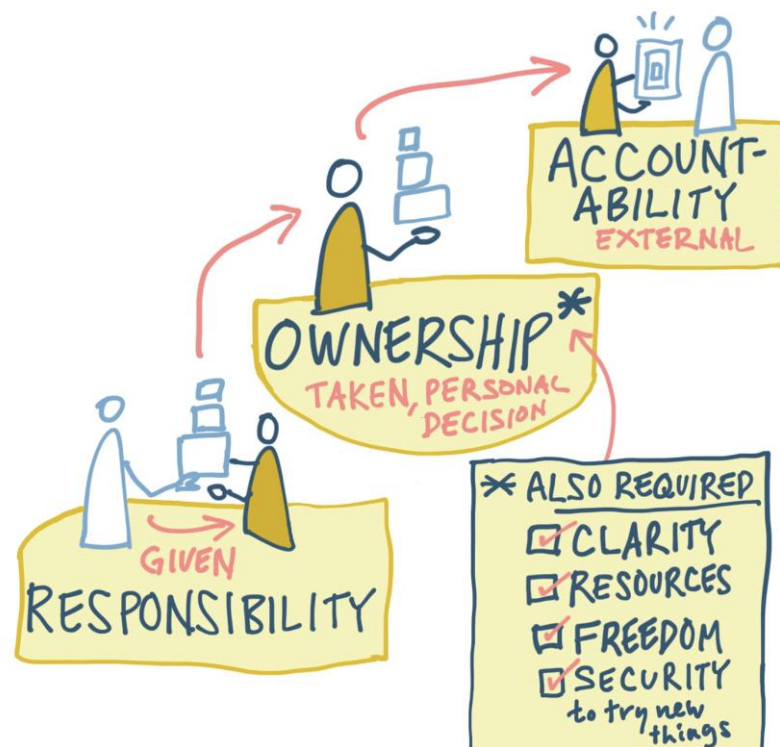 ACCOUNT-
ABILITY
EXTERNAL
OWNERSHIP*
TAKEN, PERSONAL
DECISION
GIVEN
RESPONSIBILITY
* ALSO REQUIRED
CLARITY
RESOURCES
FREEDOM
SECURITY
to try new
things